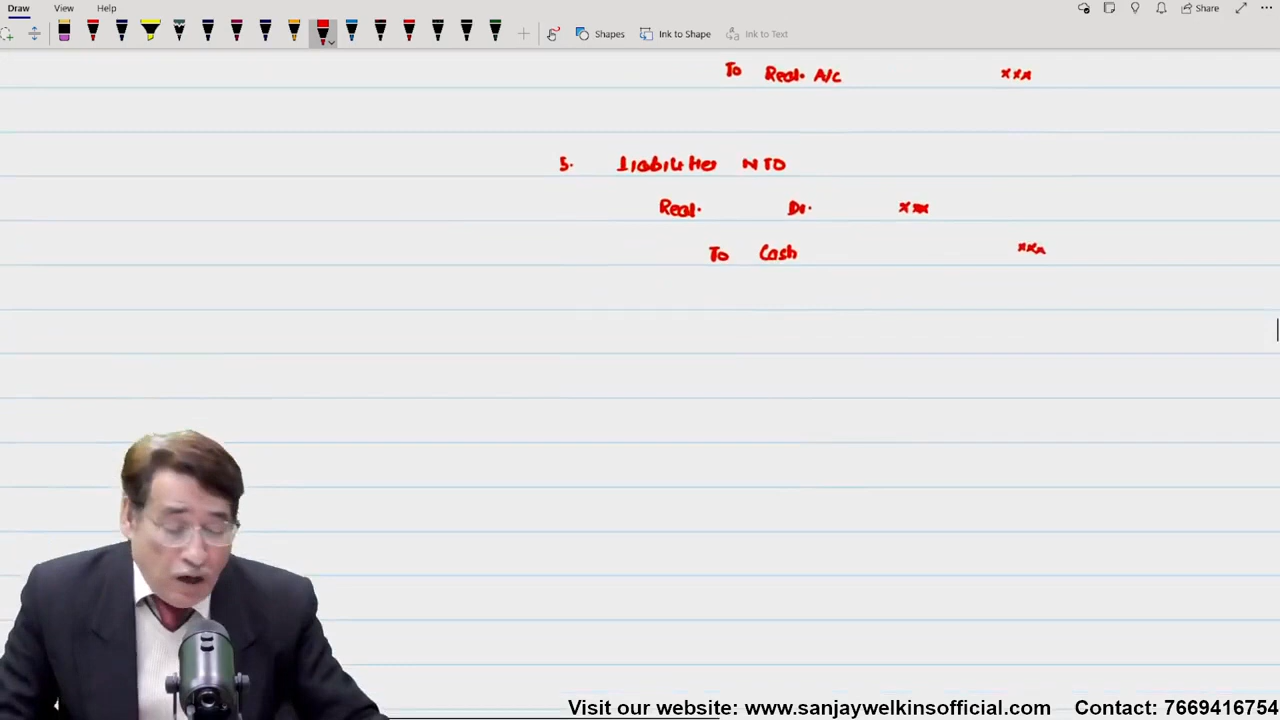 Draw View Help
Shapes Ink to Shape Ink to Text Share
To Real. A/c xxx
5. Liabilities NTD
Real. Dr. xxx
To Cash xxx
Visit our website: www.sanjaywelkinsofficial.com Contact: 7669416754